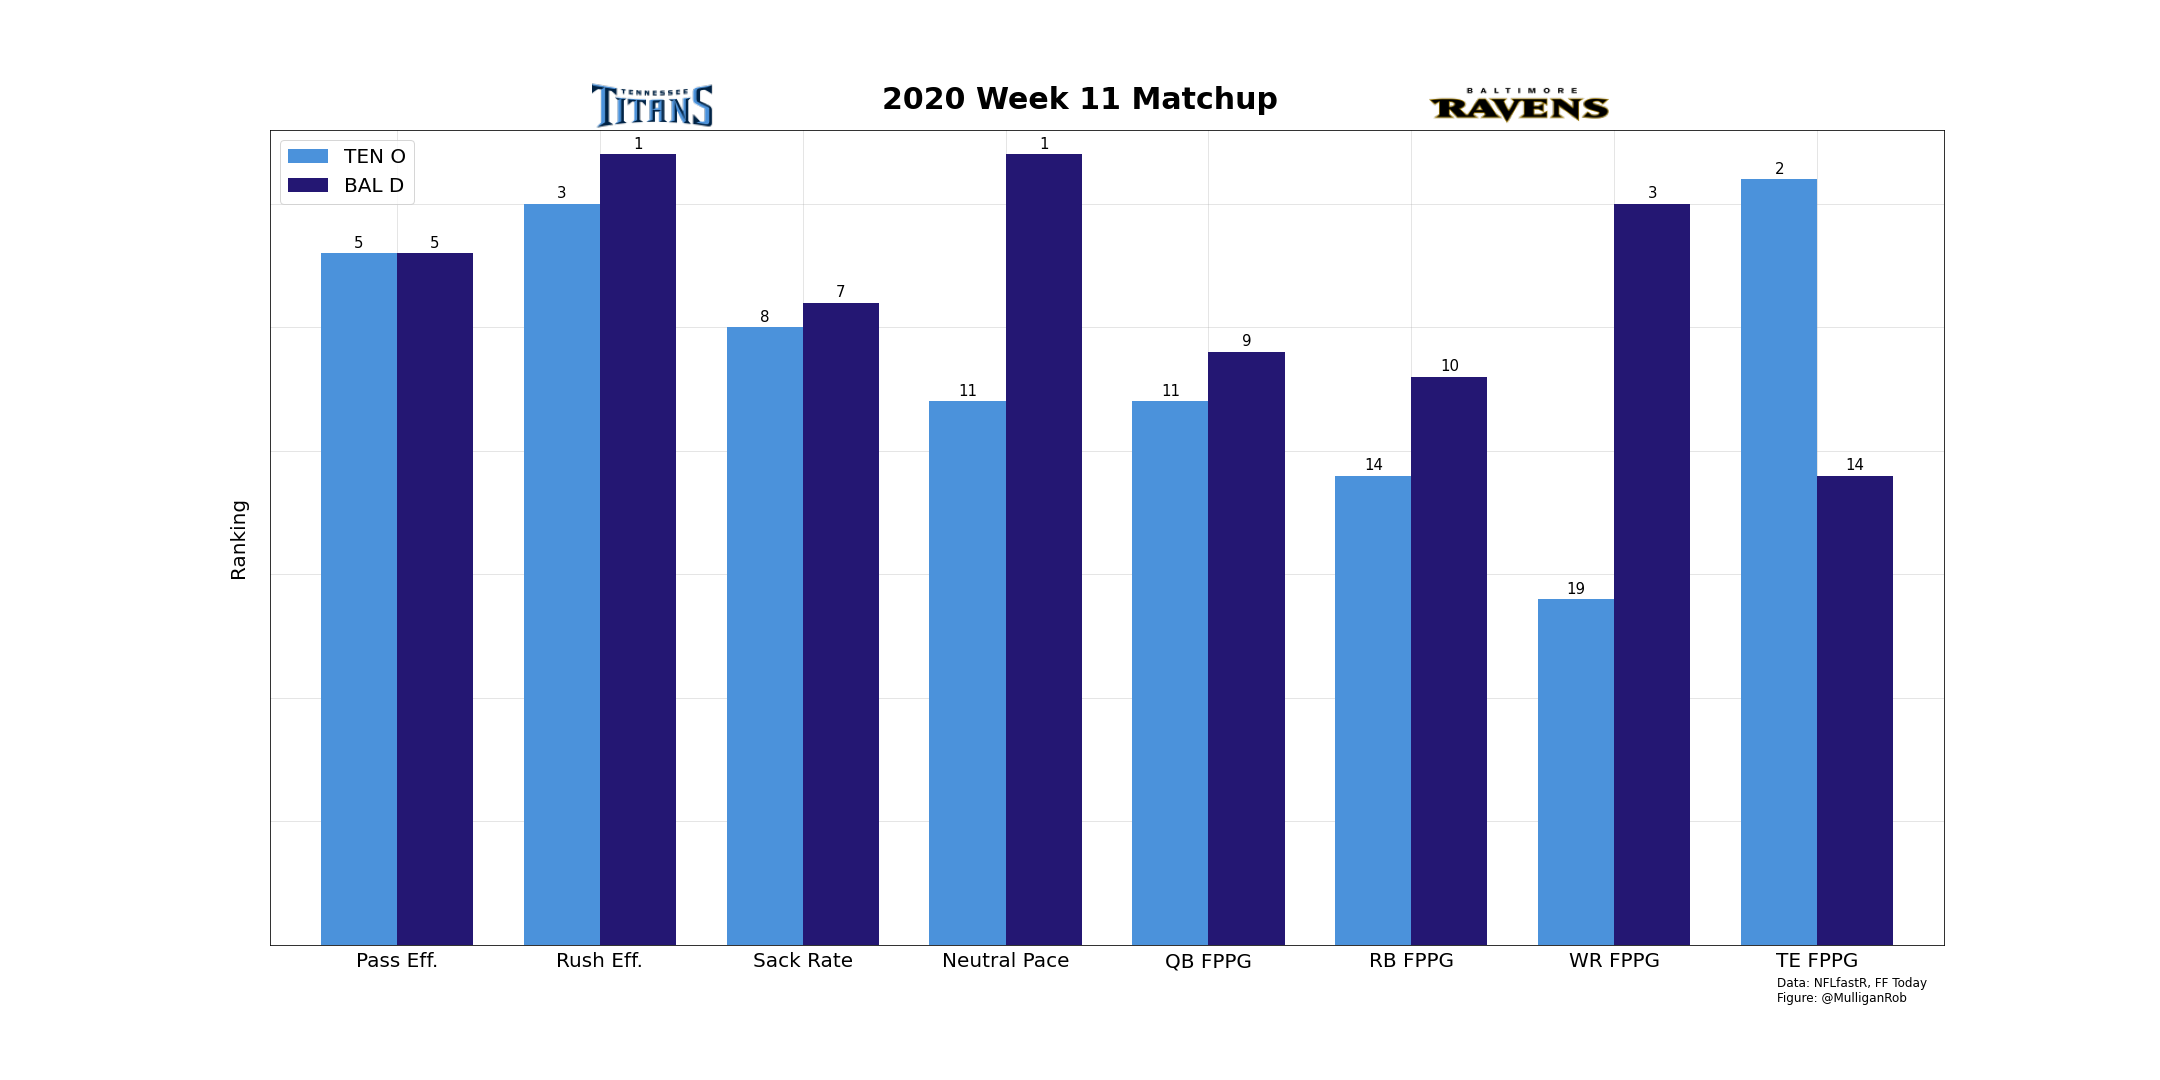 TENNESSEE
TITANS
2020 Week 11 Matchup
BALTIMORE
RAVENS
TEN O
BAL D
Ranking
5
5
3
1
8
7
11
1
11
9
14
10
19
3
2
14
Pass Eff.
Rush Eff.
Sack Rate
Neutral Pace
QB FPPG
RB FPPG
WR FPPG
TE FPPG
Data: NFLfastR, FF Today
Figure: @MulliganRob